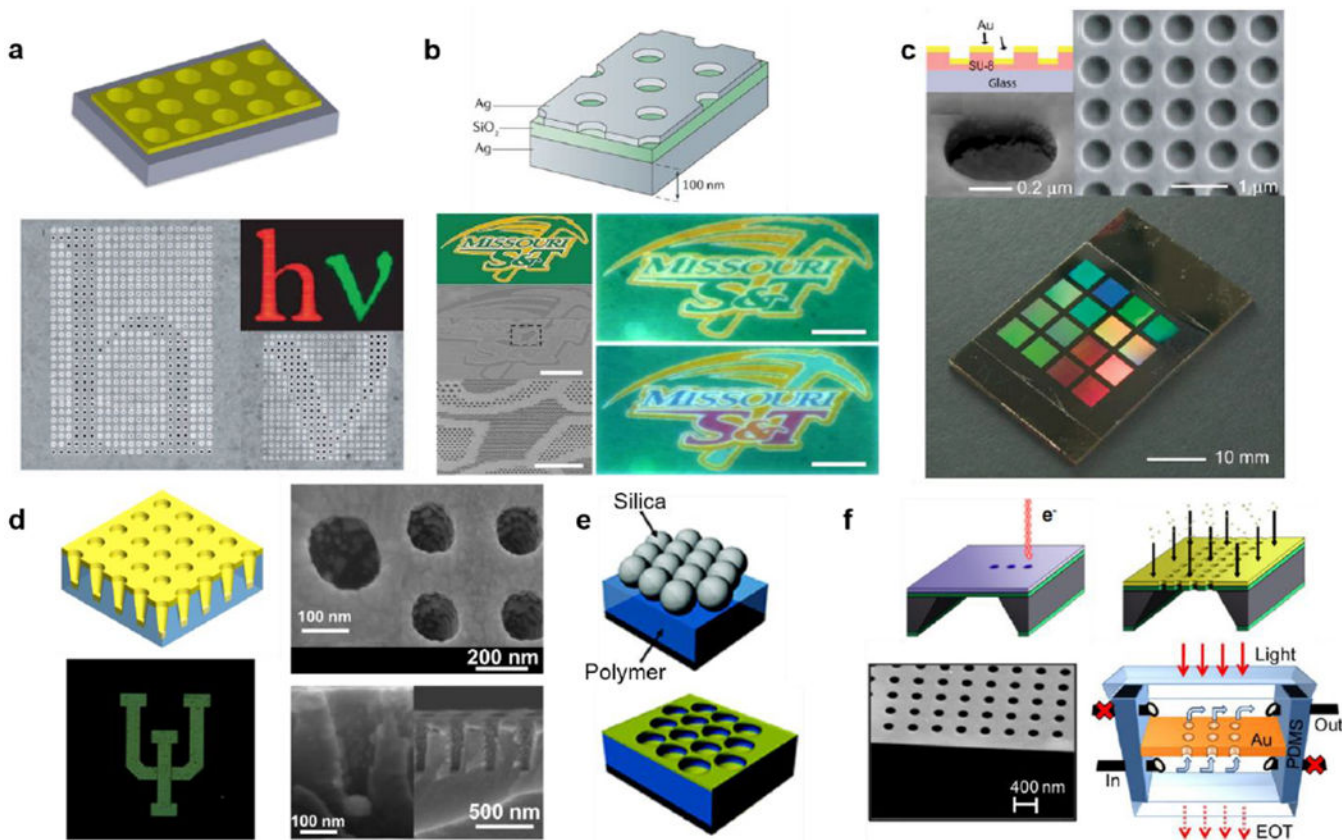 a
hν
b
Ag
SiO₂
Ag
100 nm
MISSOURI
S&T
MISSOURI
S&T
MISSOURI
S&T
c
Au
SU-8
Glass
0.2 μm
1 μm
10 mm
d
100 nm
200 nm
100 nm
500 nm
e
Silica
Polymer
f
e⁻
400 nm
Light
Out
Au
PDMS
In
EOT